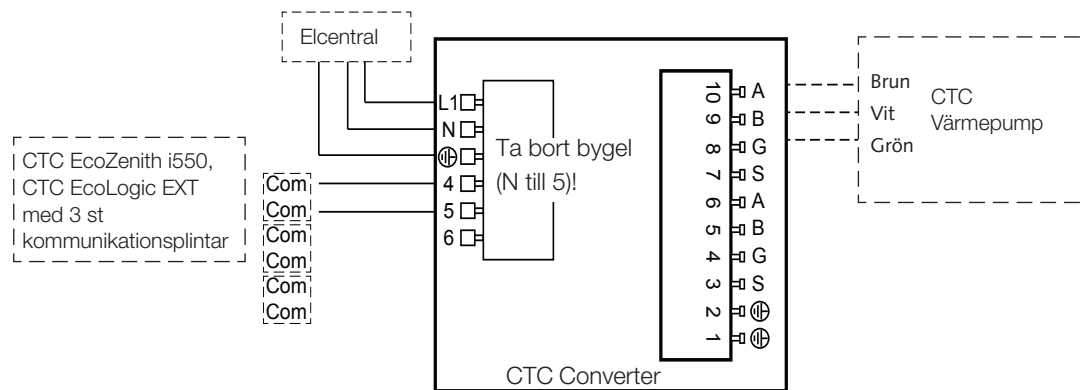 Elcentral
CTC EcoZenith i550,
CTC EcoLogic EXT
med 3 st
kommunikationsplintar
Com
Com
Com
Com
Com
Com
L1
N
4
5
6
Ta bort bygel
(N till 5)!
10 A
9 B
8 G
7 S
6 A
5 B
4 G
3 S
2
1
CTC Converter
Brun
Vit
Grön
CTC
Värmepump